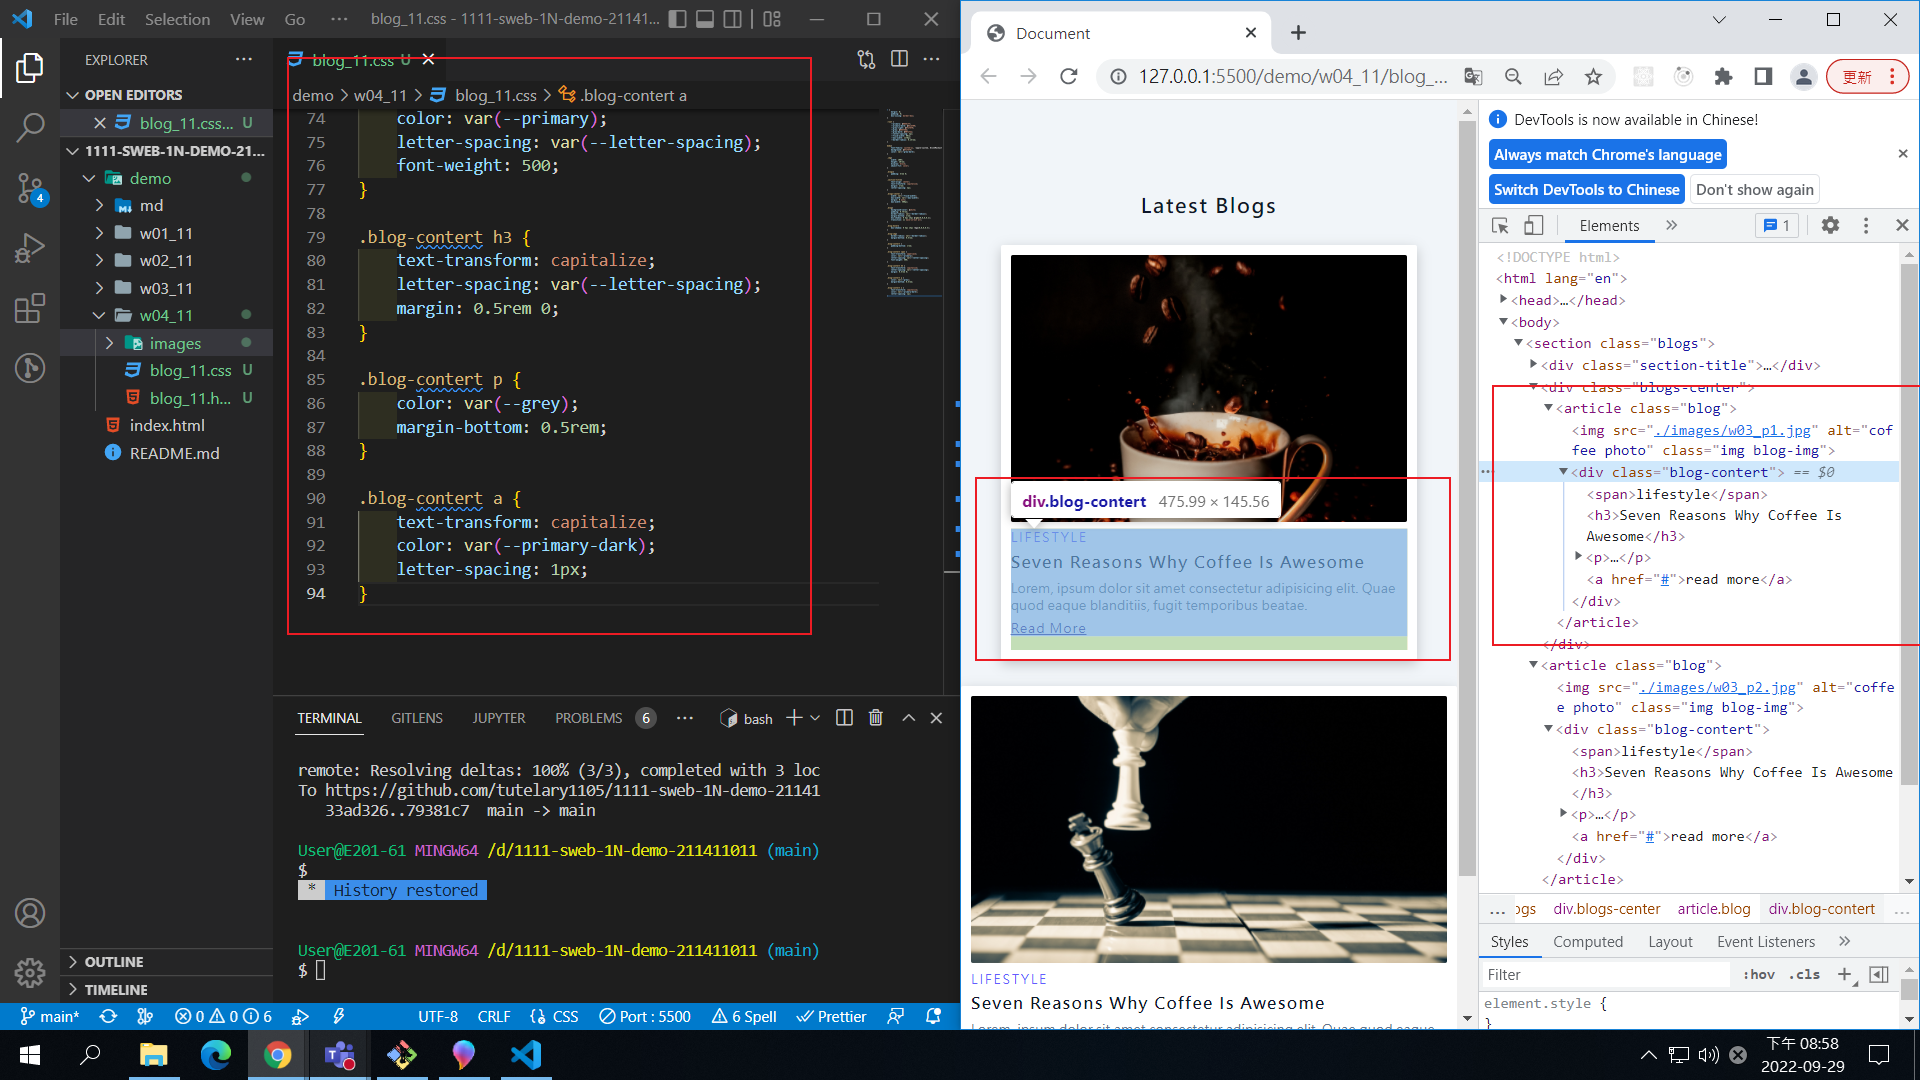 File Edit Selection View Go ··· blog_11.css - 1111-sweb-1N-demo-21141...
EXPLORER
OPEN EDITORS
blog_11.css... U
1111-SWEB-1N-DEMO-21...
demo
md
w01_11
w02_11
w03_11
w04_11
images
blog_11.css U
blog_11.h... U
index.html
README.md
OUTLINE
TIMELINE
4
blog_11.css U
demo > w04_11 > blog_11.css > .blog-contert a
74 color: var(--primary);
75 letter-spacing: var(--letter-spacing);
76 font-weight: 500;
77 }
78
79 .blog-contert h3 {
80 text-transform: capitalize;
81 letter-spacing: var(--letter-spacing);
82 margin: 0.5rem 0;
83 }
84
85 .blog-contert p {
86 color: var(--grey);
87 margin-bottom: 0.5rem;
88 }
89
90 .blog-contert a {
91 text-transform: capitalize;
92 color: var(--primary-dark);
93 letter-spacing: 1px;
94 }
TERMINAL GITLENS JUPYTER PROBLEMS 6 ··· bash
remote: Resolving deltas: 100% (3/3), completed with 3 loc
To https://github.com/tutelary1105/1111-sweb-1N-demo-21141
33ad326..79381c7 main -> main
User@E201-61 MINGW64 /d/1111-sweb-1N-demo-211411011 (main)
$
* History restored
User@E201-61 MINGW64 /d/1111-sweb-1N-demo-211411011 (main)
$
main* 0 0 6 UTF-8 CRLF CSS Port : 5500 6 Spell Prettier
Document
127.0.0.1:5500/demo/w04_11/blog_... 更新
Latest Blogs
div.blog-contert 475.99 × 145.56
LIFESTYLE
Seven Reasons Why Coffee Is Awesome
Lorem, ipsum dolor sit amet consectetur adipisicing elit. Quae
quod eaque blanditiis, fugit temporibus beatae.
Read More
LIFESTYLE
Seven Reasons Why Coffee Is Awesome
Lorem, ipsum dolor sit amet consectetur adipisicing elit. Quae
DevTools is now available in Chinese!
Always match Chrome's language
Switch DevTools to Chinese Don't show again
Elements 1
<!DOCTYPE html>
<html lang="en">
<head>…</head>
<body>
<section class="blogs">
<div class="section-title">…</div>
<div class="blogs-center">
<article class="blog">
<img src="./images/w03_p1.jpg" alt="cof
fee photo" class="img blog-img">
<div class="blog-contert"> == $0
<span>lifestyle</span>
<h3>Seven Reasons Why Coffee Is
Awesome</h3>
<p>…</p>
<a href="#">read more</a>
</div>
</article>
</div>
<article class="blog">
<img src="./images/w03_p2.jpg" alt="coffe
e photo" class="img blog-img">
<div class="blog-contert">
<span>lifestyle</span>
<h3>Seven Reasons Why Coffee Is Awesome
</h3>
<p>…</p>
<a href="#">read more</a>
</div>
</article>
... ogs div.blogs-center article.blog div.blog-contert ...
Styles Computed Layout Event Listeners
Filter :hov .cls
element.style {
}
下午 08:58
2022-09-29